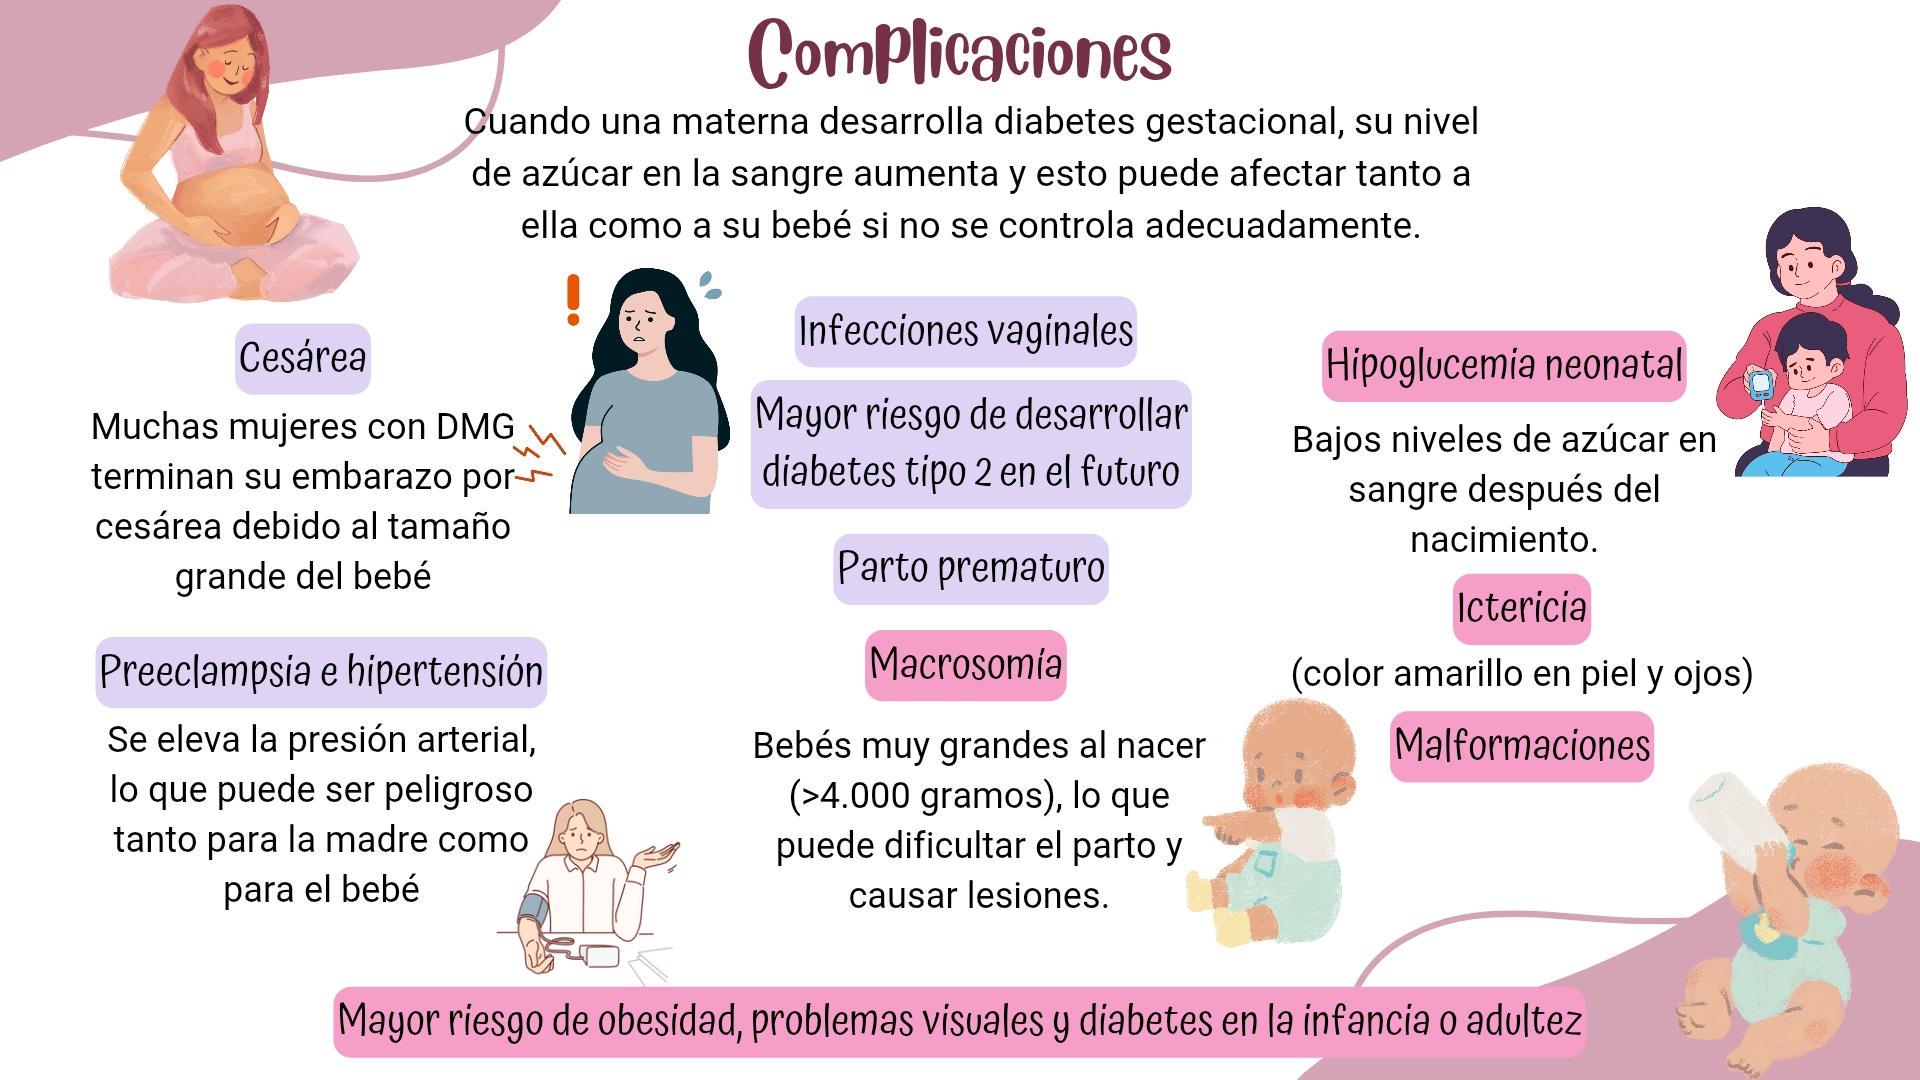 Complicaciones
Cuando una materna desarrolla diabetes gestacional, su nivel
de azúcar en la sangre aumenta y esto puede afectar tanto a
ella como a su bebé si no se controla adecuadamente.
Cesárea
Muchas mujeres con DMG
terminan su embarazo por
cesárea debido al tamaño
grande del bebé
Preeclampsia e hipertensión
Se eleva la presión arterial,
lo que puede ser peligroso
tanto para la madre como
para el bebé
Infecciones vaginales
Mayor riesgo de desarrollar
diabetes tipo 2 en el futuro
Parto prematuro
Macrosomía
Bebés muy grandes al nacer
(>4.000 gramos), lo que
puede dificultar el parto y
causar lesiones.
Hipoglucemia neonatal
Bajos niveles de azúcar en
sangre después del
nacimiento.
Ictericia
(color amarillo en piel y ojos)
Malformaciones
Mayor riesgo de obesidad, problemas visuales y diabetes en la infancia o adultez